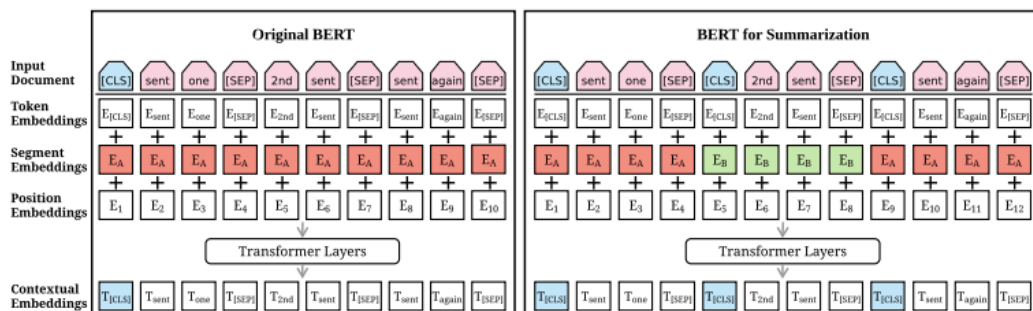 Original BERT
Input Document [CLS] sent one [SEP] 2nd sent [SEP] sent again [SEP]
Token Embeddings E[CLS] Esent Eone E[SEP] E2nd Esent E[SEP] Esent Eagain E[SEP]
+ + + + + + + + + +
Segment Embeddings EA EA EA EA EA EA EA EA EA EA
+ + + + + + + + + +
Position Embeddings E1 E2 E3 E4 E5 E6 E7 E8 E9 E10
Transformer Layers
Contextual Embeddings T[CLS] Tsent Tone T[SEP] T2nd Tsent T[SEP] Tsent Tagain T[SEP]
BERT for Summarization
[CLS] sent one [SEP] [CLS] 2nd sent [SEP] [CLS] sent again [SEP]
E[CLS] Esent Eone E[SEP] E[CLS] E2nd Esent E[SEP] E[CLS] Esent Eagain E[SEP]
+ + + + + + + + + + + +
EA EA EA EA EB EB EB EB EA EA EA EA
+ + + + + + + + + + + +
E1 E2 E3 E4 E5 E6 E7 E8 E9 E10 E11 E12
Transformer Layers
T[CLS] Tsent Tone T[SEP] T[CLS] T2nd Tsent T[SEP] T[CLS] Tsent Tagain T[SEP]